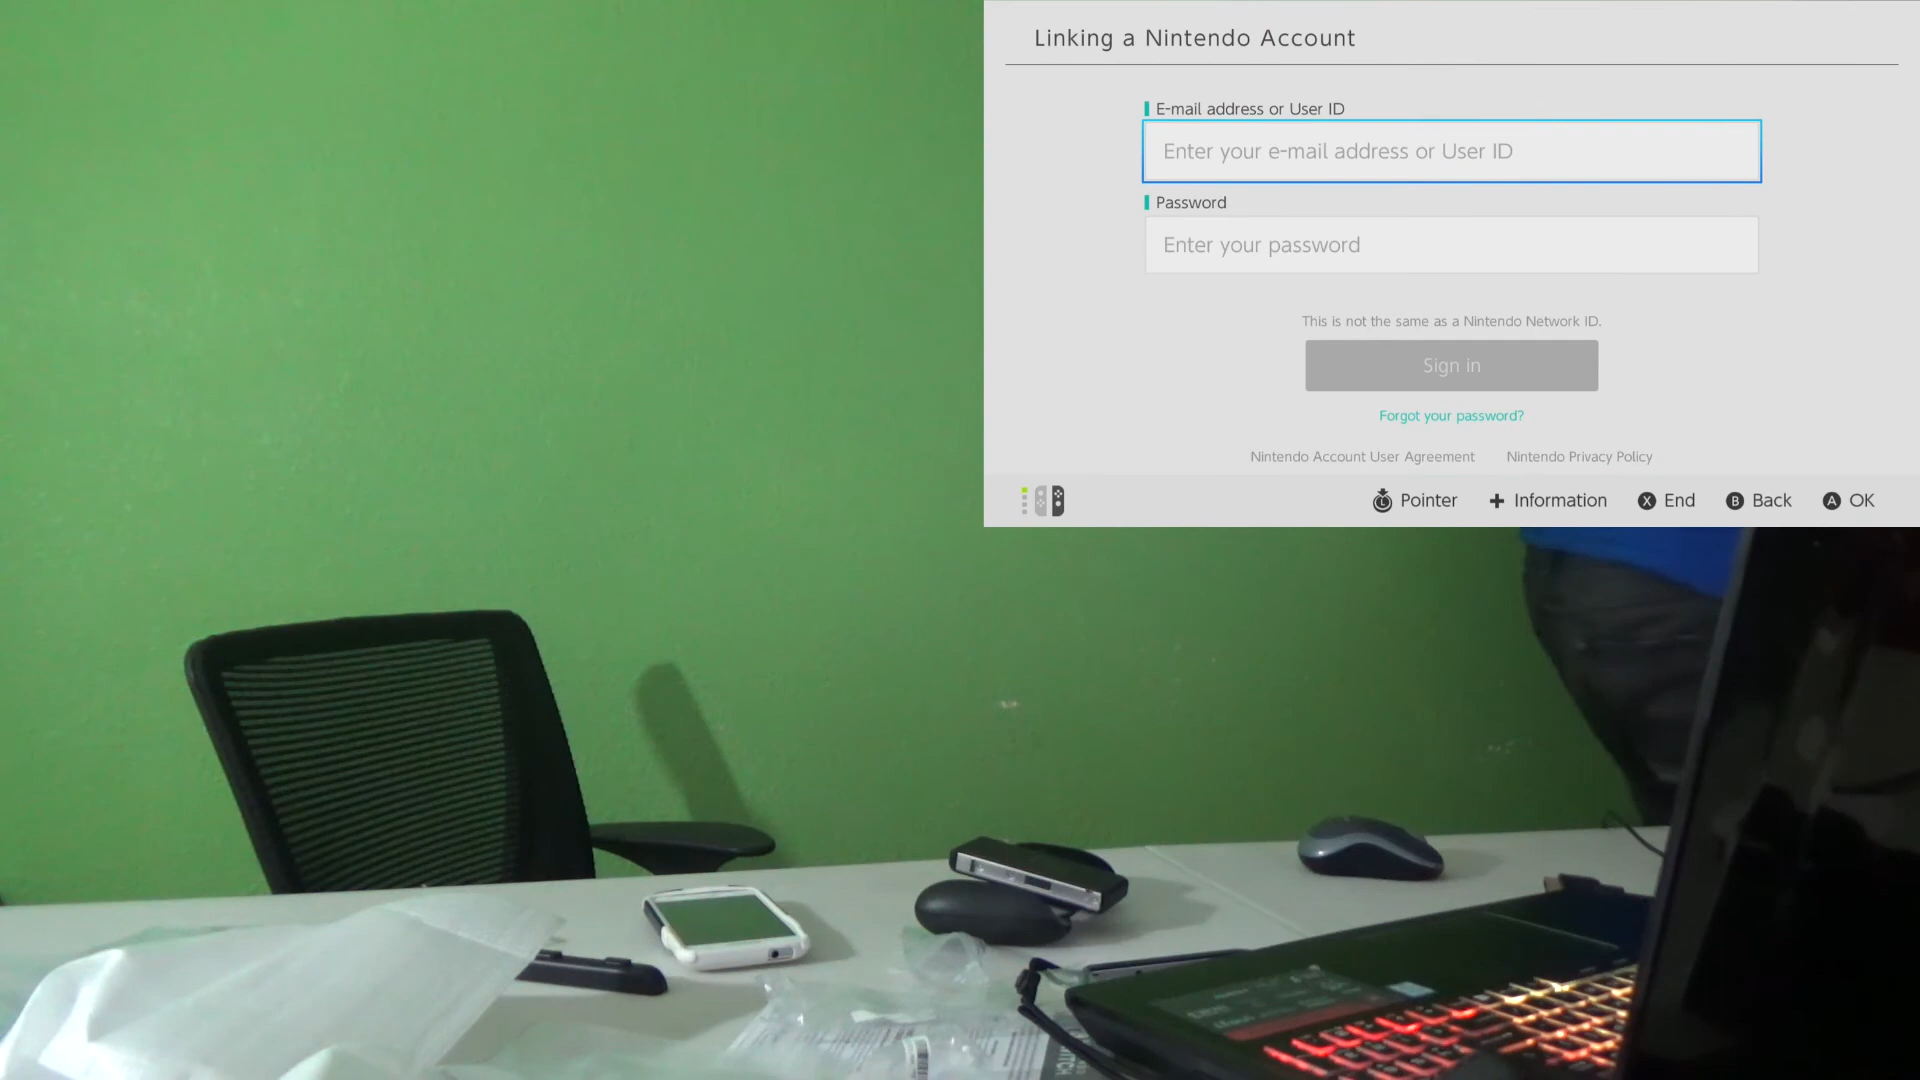 Linking a Nintendo Account
E-mail address or User ID
Enter your e-mail address or User ID
Password
Enter your password
This is not the same as a Nintendo Network ID.
Sign in
Forgot your password?
Nintendo Account User Agreement Nintendo Privacy Policy
Pointer + Information X End B Back A OK